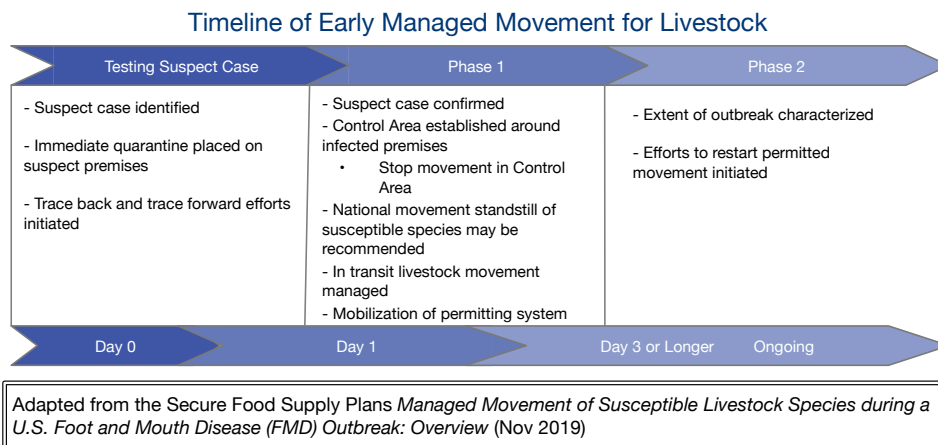 Timeline of Early Managed Movement for Livestock
Testing Suspect Case
Phase 1
Phase 2
- Suspect case identified
- Immediate quarantine placed on
suspect premises
- Trace back and trace forward efforts
initiated
- Suspect case confirmed
- Control Area established around
infected premises
• Stop movement in Control
Area
- National movement standstill of
susceptible species may be
recommended
- In transit livestock movement
managed
- Mobilization of permitting system
- Extent of outbreak characterized
- Efforts to restart permitted
movement initiated
Day 0
Day 1
Day 3 or Longer Ongoing
Adapted from the Secure Food Supply Plans Managed Movement of Susceptible Livestock Species during a
U.S. Foot and Mouth Disease (FMD) Outbreak: Overview (Nov 2019)